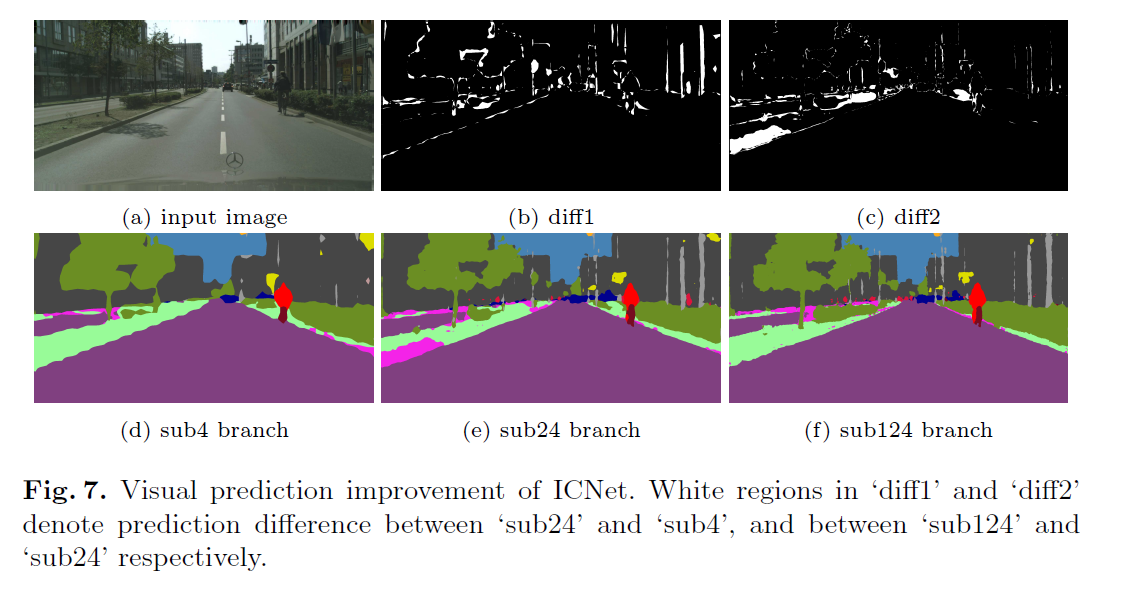 (a) input image
(b) diff1
(c) diff2
(d) sub4 branch
(e) sub24 branch
(f) sub124 branch
Fig. 7. Visual prediction improvement of ICNet. White regions in ‘diff1’ and ‘diff2’
denote prediction difference between ‘sub24’ and ‘sub4’, and between ‘sub124’ and
‘sub24’ respectively.